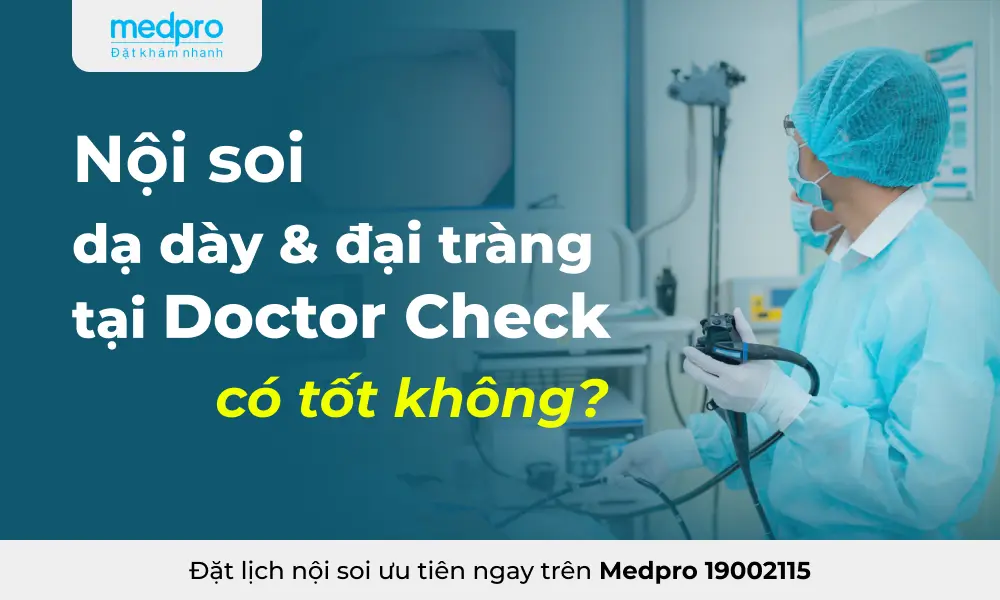 medpro
Đặt khám nhanh
Nội soi
dạ dày & đại tràng
tại Doctor Check
có tốt không?
Đặt lịch nội soi ưu tiên ngay trên Medpro 19002115